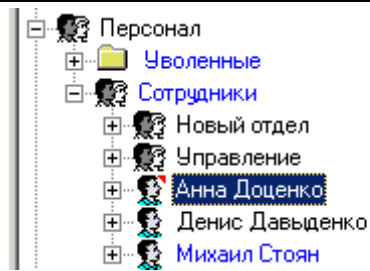 Персонал
Уволенные
Сотрудники
Новый отдел
Управление
Анна Доценко
Денис Давыденко
Михаил Стоян